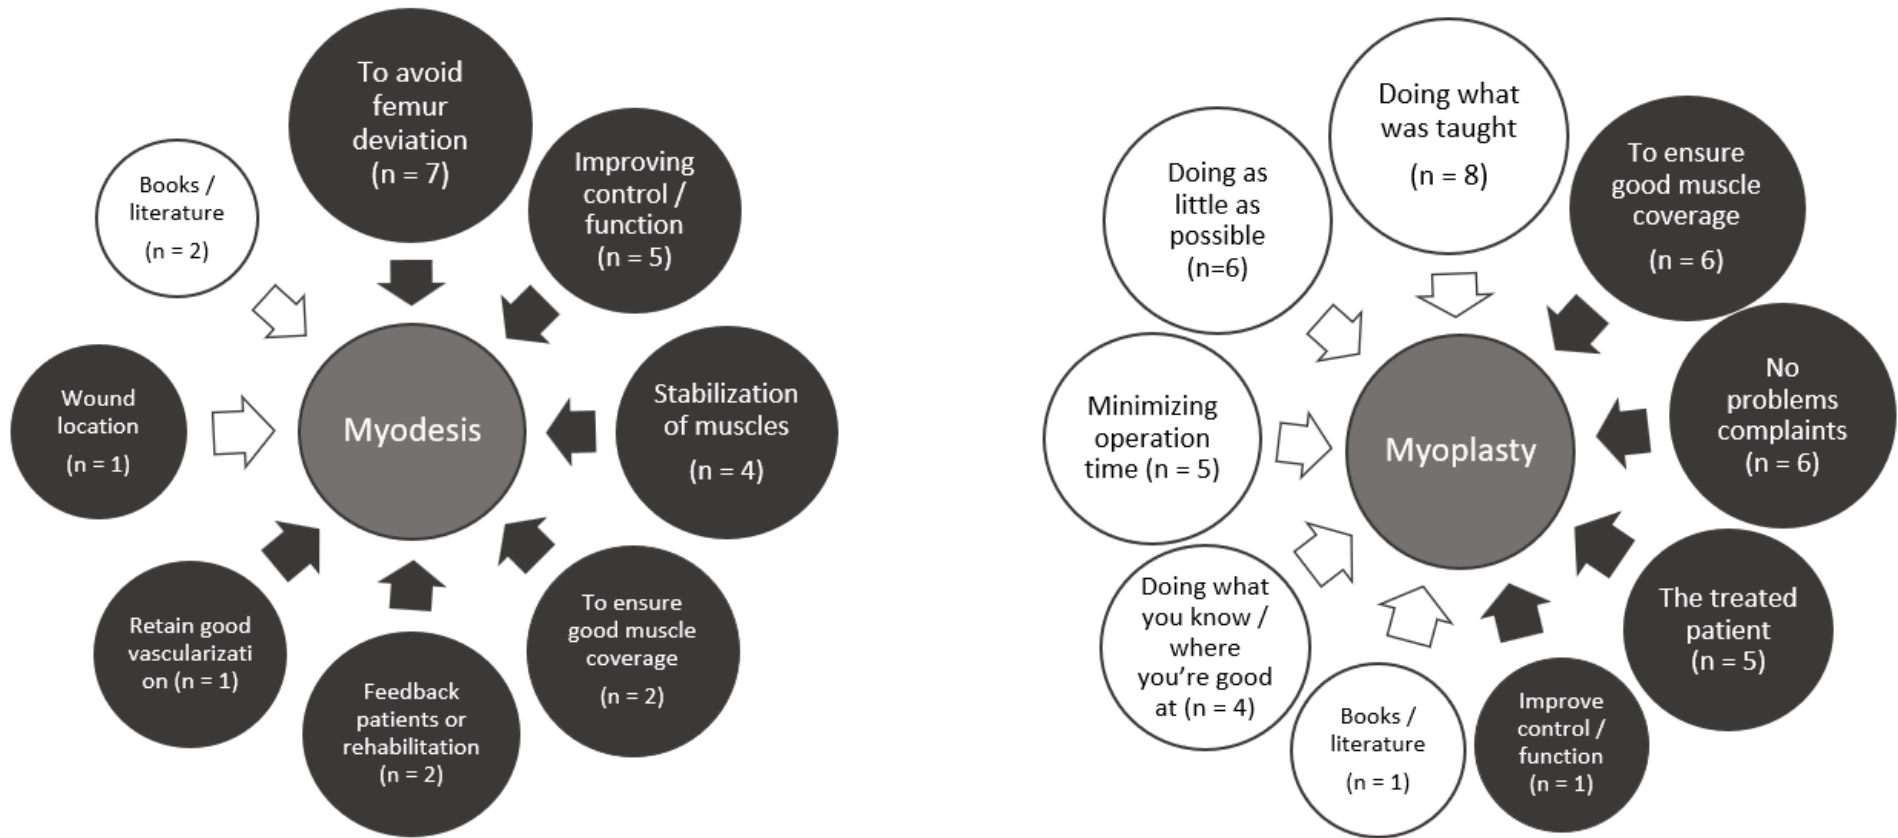 To avoid
femur
deviation
(n = 7)
Improving
control /
function
(n = 5)
Stabilization
of muscles
(n = 4)
To ensure
good muscle
coverage
(n = 2)
Feedback
patients or
rehabilitation
(n = 2)
Retain good
vascularizati
on (n = 1)
Wound
location
(n = 1)
Books /
literature
(n = 2)
Myodesis
Doing what
was taught
(n = 8)
To ensure
good muscle
coverage
(n = 6)
No
problems
complaints
(n = 6)
The treated
patient
(n = 5)
Improve
control /
function
(n = 1)
Books /
literature
(n = 1)
Doing what
you know /
where
you’re good
at (n = 4)
Minimizing
operation
time (n = 5)
Doing as
little as
possible
(n=6)
Myoplasty